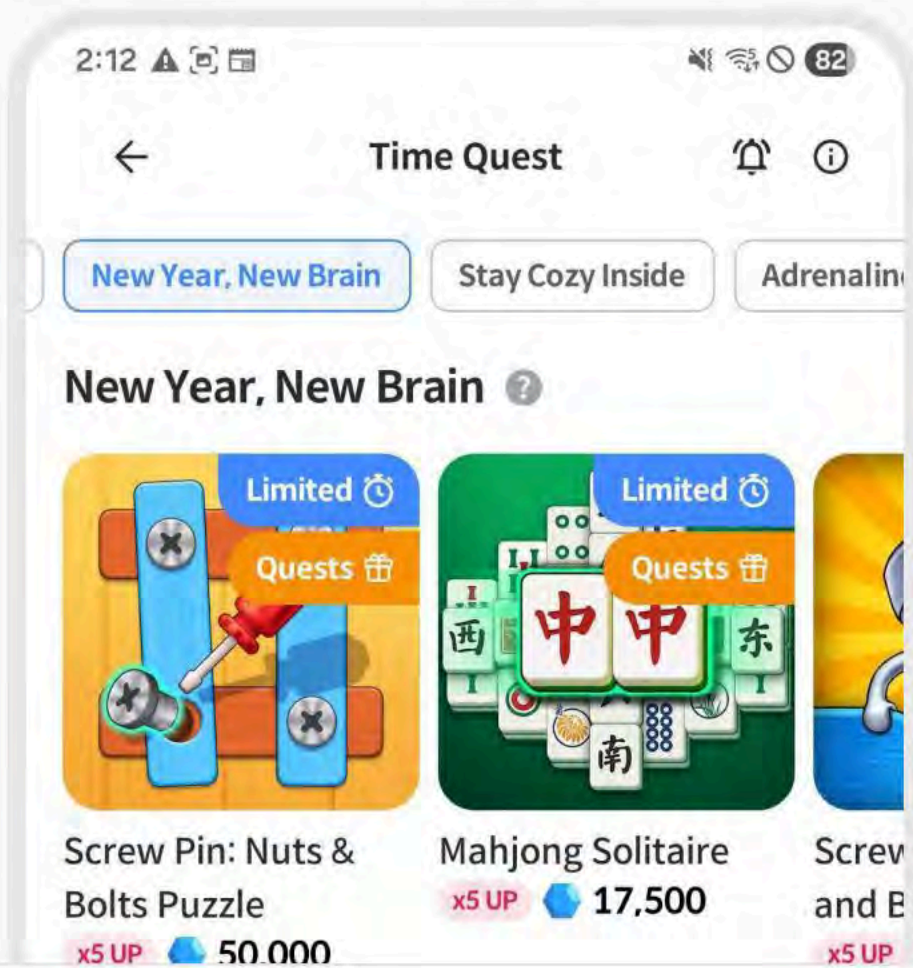 2:12
82
Time Quest
New Year, New Brain
Stay Cozy Inside
New Year, New Brain
Limited
Quests
西
中
Limited
Quests
中
东
南
Screw Pin: Nuts &
Bolts Puzzle
x5 UP 50,000
Mahjong Solitaire
x5 UP 17,500
x5 UP